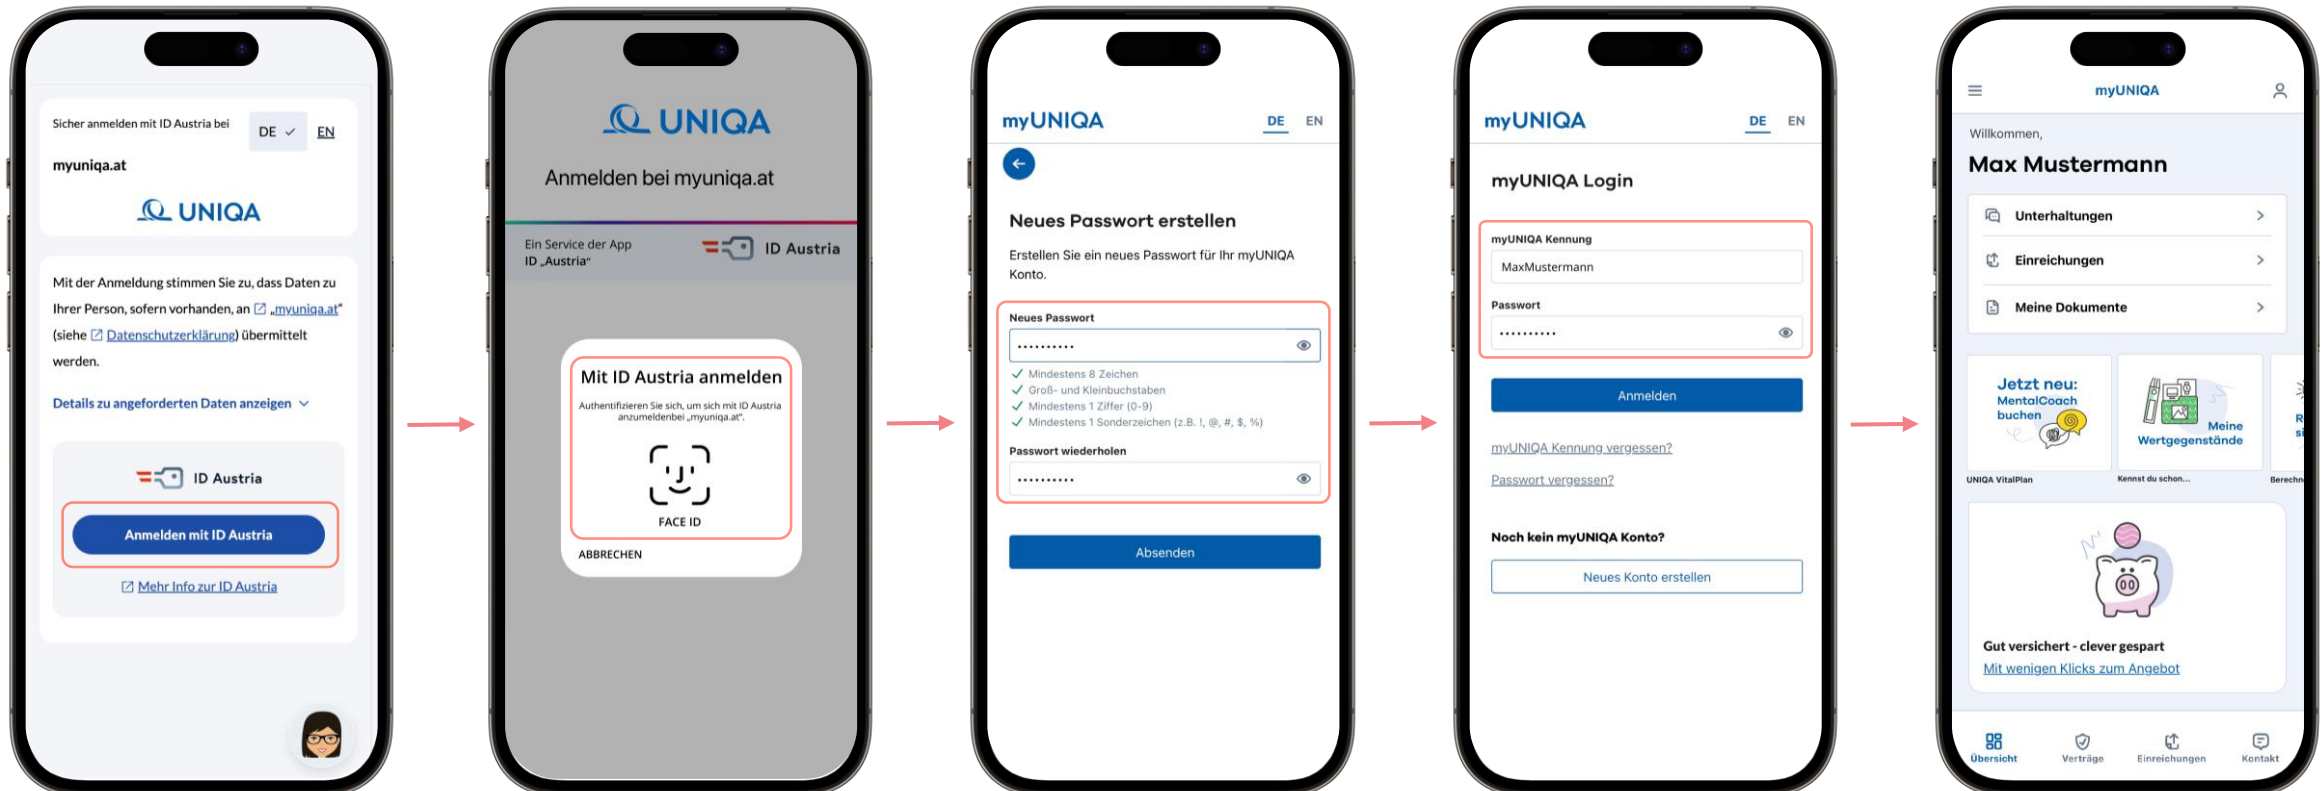 Sicher anmelden mit ID Austria bei
DE
EN
myuniqa.at
UNIQA
Mit der Anmeldung stimmen Sie zu, dass Daten zu
Ihrer Person, sofern vorhanden, an „myuniqa.at“
(siehe Datenschutzerklärung) übermittelt
werden.
Details zu angeforderten Daten anzeigen
ID Austria
Anmelden mit ID Austria
Mehr Info zur ID Austria
UNIQA
Anmelden bei myuniqa.at
Ein Service der App
ID „Austria“
ID Austria
Mit ID Austria anmelden
Authentifizieren Sie sich, um sich mit ID Austria
anzumeldenbei „myuniqa.at“.
FACE ID
ABBRECHEN
myUNIQA
DE EN
Neues Passwort erstellen
Erstellen Sie ein neues Passwort für Ihr myUNIQA
Konto.
Neues Passwort
Mindestens 8 Zeichen
Groß- und Kleinbuchstaben
Mindestens 1 Ziffer (0-9)
Mindestens 1 Sonderzeichen (z.B. !, @, #, $, %)
Passwort wiederholen
Absenden
myUNIQA
DE EN
myUNIQA Login
myUNIQA Kennung
MaxMustermann
Passwort
Anmelden
myUNIQA Kennung vergessen?
Passwort vergessen?
Noch kein myUNIQA Konto?
Neues Konto erstellen
myUNIQA
Willkommen,
Max Mustermann
Unterhaltungen
Einreichungen
Meine Dokumente
Jetzt neu:
MentalCoach
buchen
UNIQA VitalPlan
Meine
Wertgegenstände
Kennst du schon...
R
si
Berechn
Gut versichert - clever gespart
Mit wenigen Klicks zum Angebot
Übersicht
Verträge
Einreichungen
Kontakt